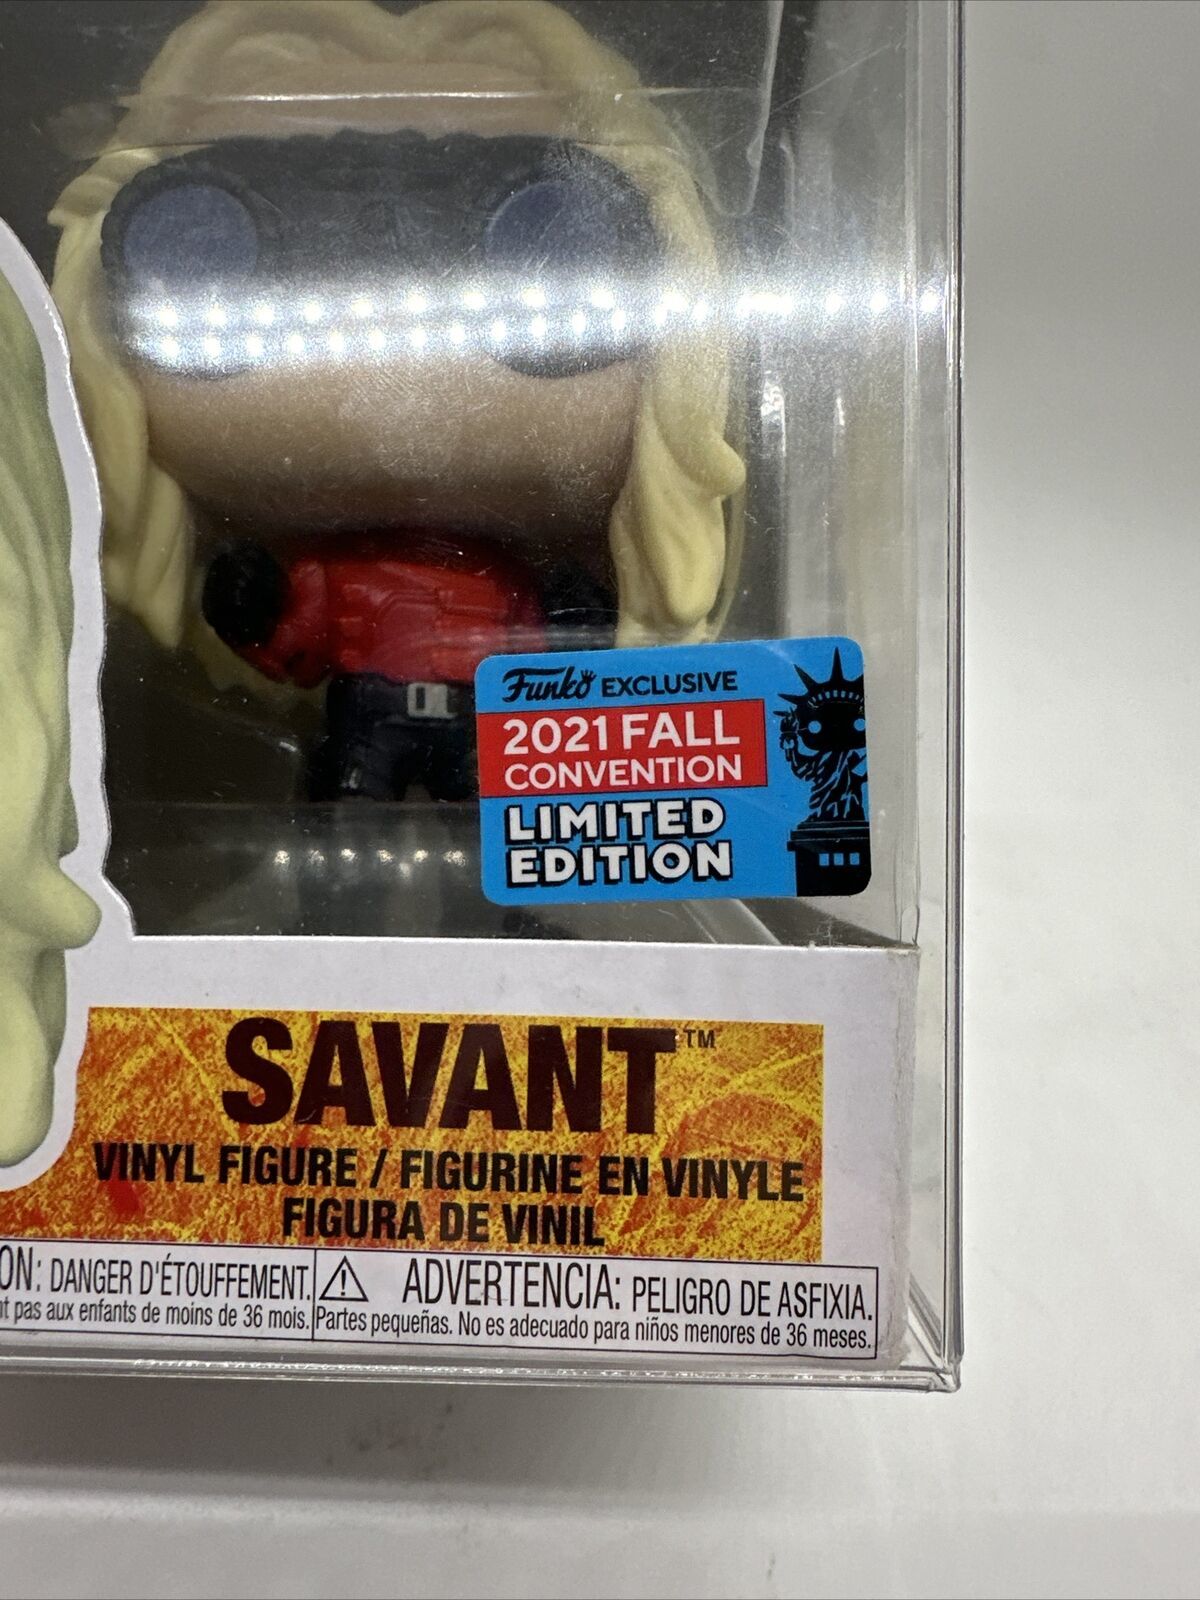 Funko EXCLUSIVE
2021 FALL
CONVENTION
LIMITED
EDITION
SAVANT™
VINYL FIGURE / FIGURINE EN VINYLE
FIGURA DE VINIL
ON: DANGER D'ÉTOUFFEMENT.
pas aux enfants de moins de 36 mois.
⚠ ADVERTENCIA: PELIGRO DE ASFIXIA.
Partes pequeñas. No es adecuado para niños menores de 36 meses.